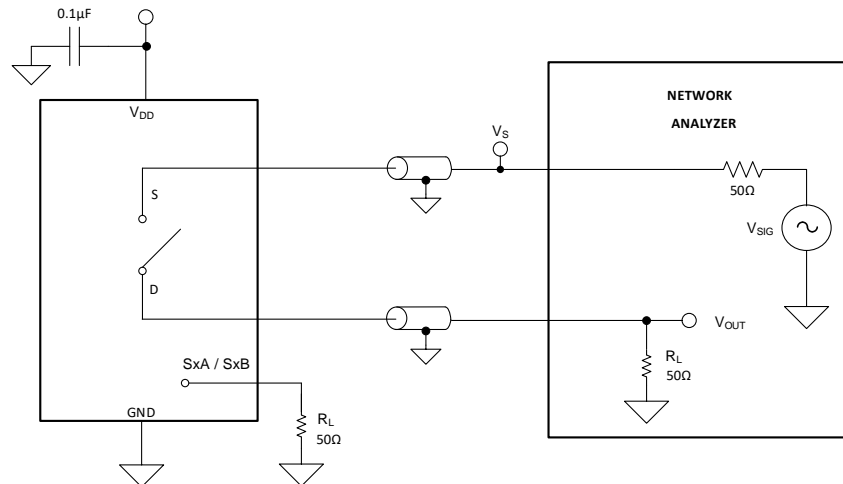 0.1µF
VDD
S
D
SxA / SxB
GND
RL
50Ω
VS
NETWORK
ANALYZER
50Ω
VSIG
VOUT
RL
50Ω